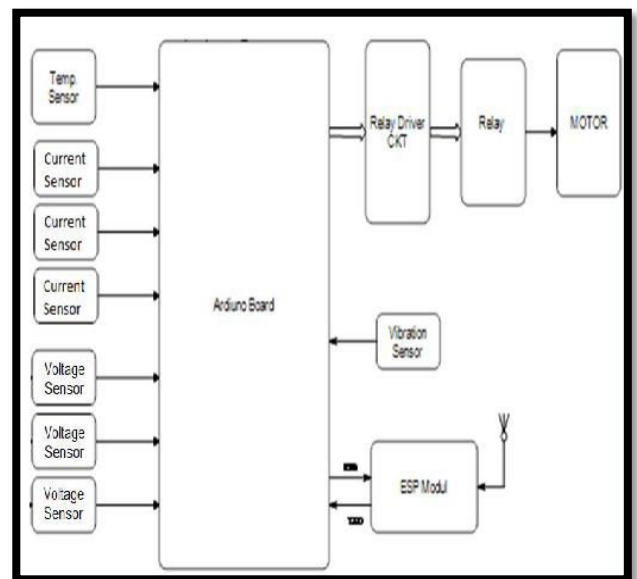 Temp.
Sensor
Current
Sensor
Current
Sensor
Current
Sensor
Voltage
Sensor
Voltage
Sensor
Voltage
Sensor
Arduino Board
Relay Driver
CKT
Relay
MOTOR
Vibration
Sensor
ESP Modul